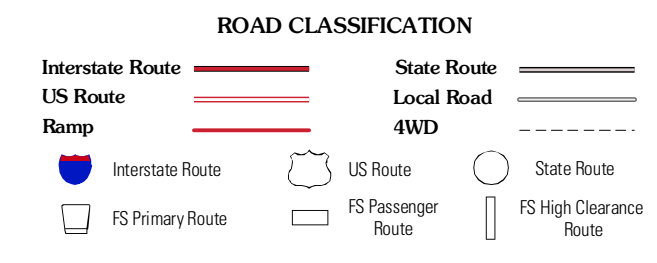 ROAD CLASSIFICATION
Interstate Route
State Route
US Route
Local Road
Ramp
4WD
Interstate Route
US Route
State Route
FS Primary Route
FS Passenger
Route
FS High Clearance
Route